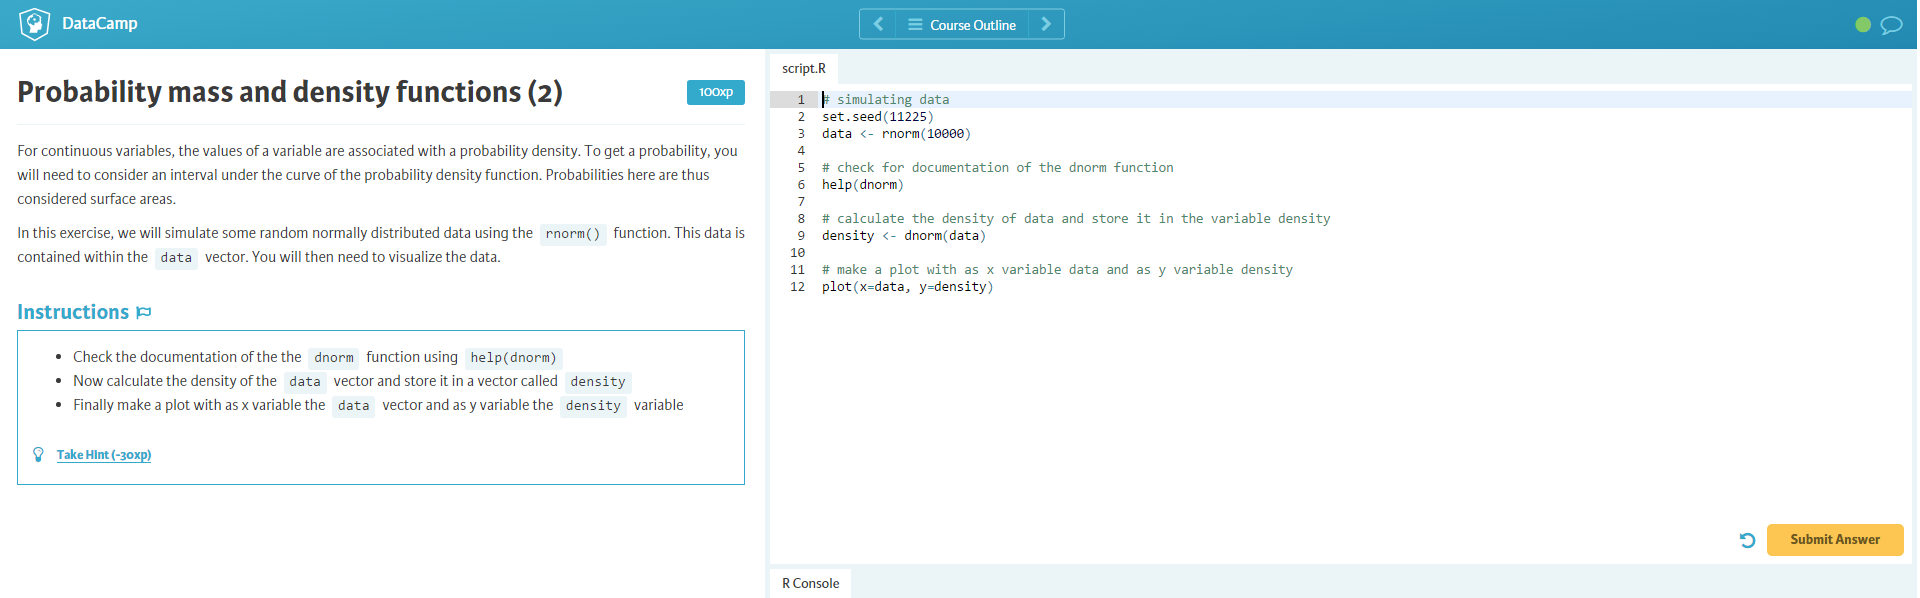 DataCamp
Course Outline
Probability mass and density functions (2)
100xp
For continuous variables, the values of a variable are associated with a probability density. To get a probability, you
will need to consider an interval under the curve of the probability density function. Probabilities here are thus
considered surface areas.
In this exercise, we will simulate some random normally distributed data using the rnorm() function. This data is
contained within the data vector. You will then need to visualize the data.
Instructions
• Check the documentation of the the dnorm function using help(dnorm)
• Now calculate the density of the data vector and store it in a vector called density
• Finally make a plot with as x variable the data vector and as y variable the density variable
Take Hint (-30xp)
script.R
1 # simulating data
2 set.seed(11225)
3 data <- rnorm(10000)
4
5 # check for documentation of the dnorm function
6 help(dnorm)
7
8 # calculate the density of data and store it in the variable density
9 density <- dnorm(data)
10
11 # make a plot with as x variable data and as y variable density
12 plot(x=data, y=density)
Submit Answer
R Console